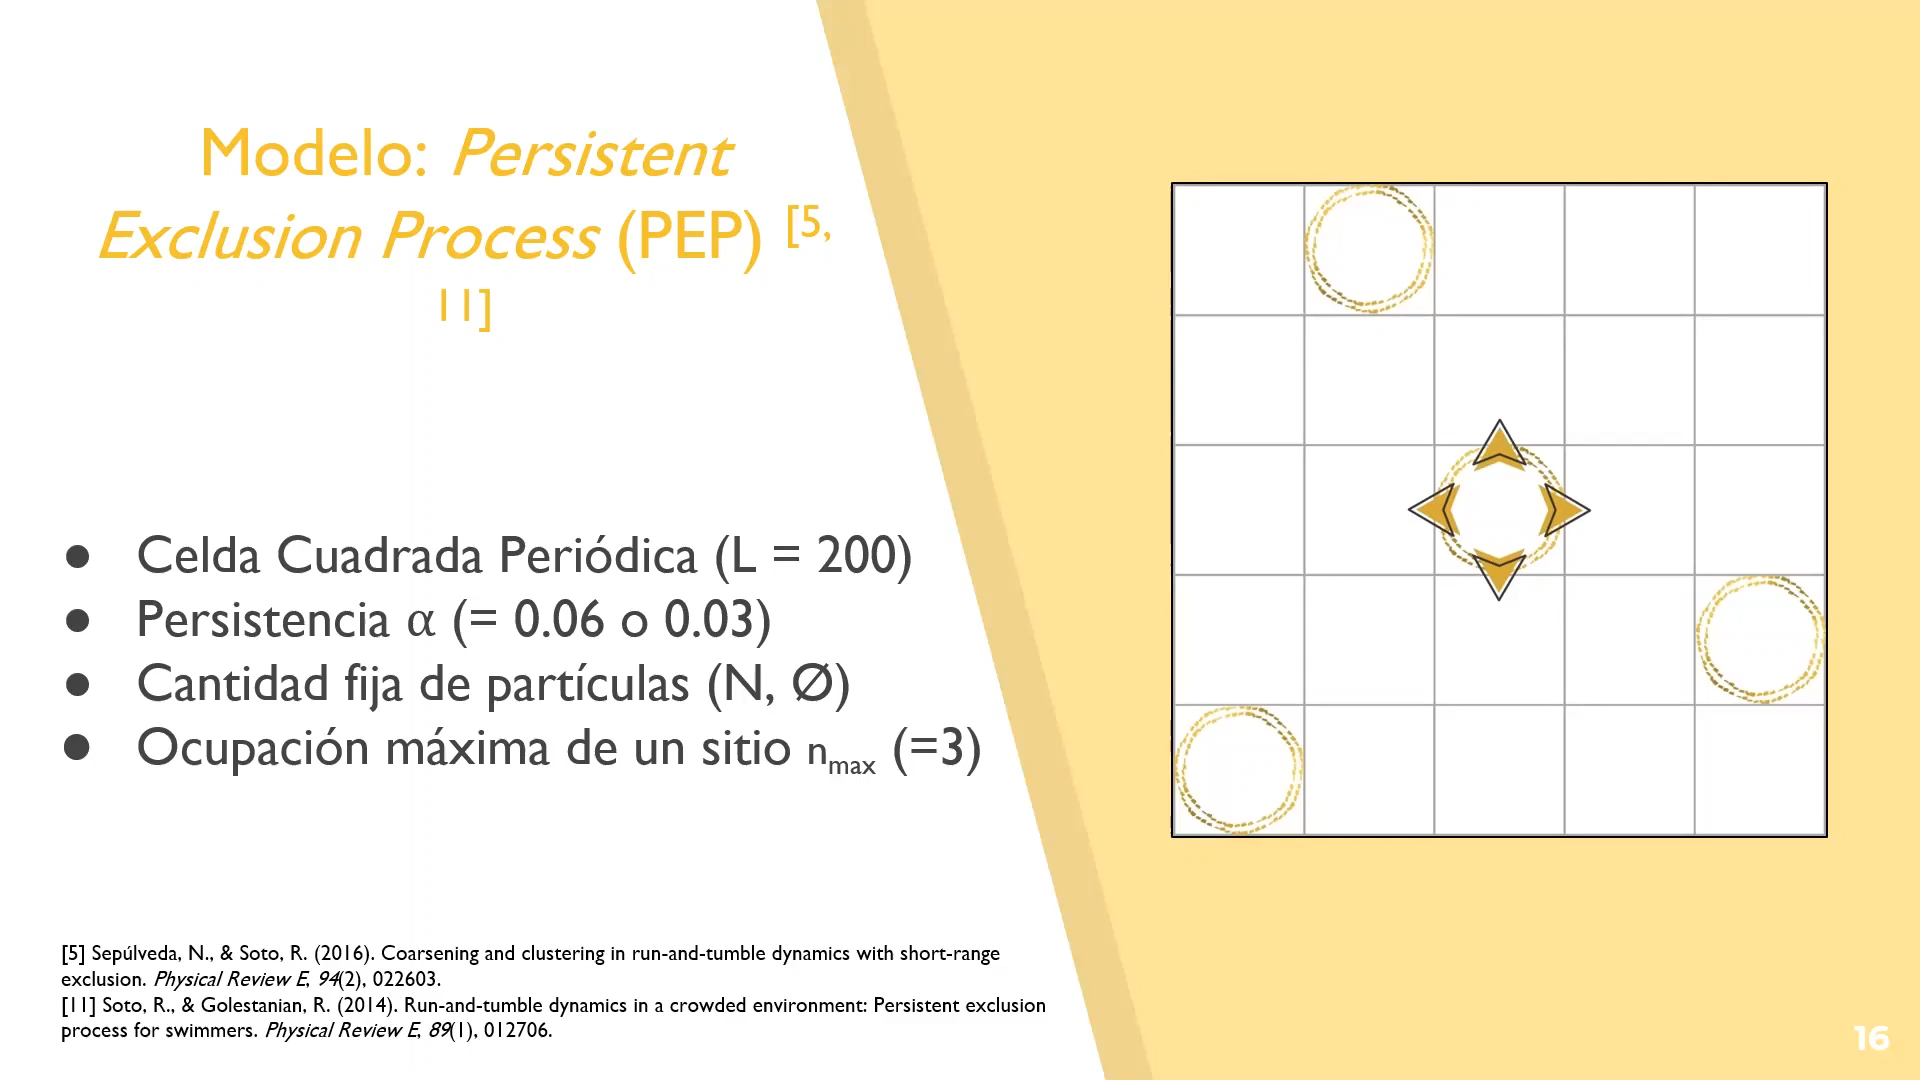 Modelo: Persistent
Exclusion Process (PEP) [5,
11]
● Celda Cuadrada Periódica (L = 200)
● Persistencia α (= 0.06 o 0.03)
● Cantidad fija de partículas (N, Ø)
● Ocupación máxima de un sitio nmax (=3)
[5] Sepúlveda, N., & Soto, R. (2016). Coarsening and clustering in run-and-tumble dynamics with short-range
exclusion. Physical Review E, 94(2), 022603.
[11] Soto, R., & Golestanian, R. (2014). Run-and-tumble dynamics in a crowded environment: Persistent exclusion
process for swimmers. Physical Review E, 89(1), 012706.
16